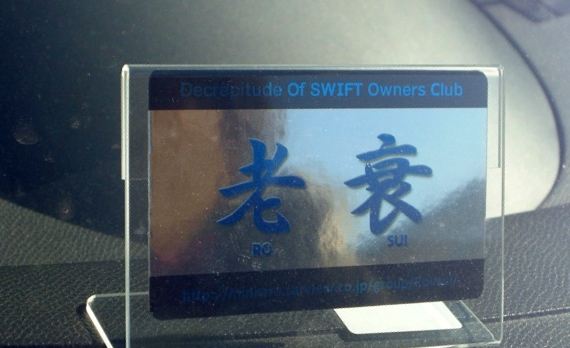 Decrepitude Of SWIFT Owners Club
老衰
RO SUI